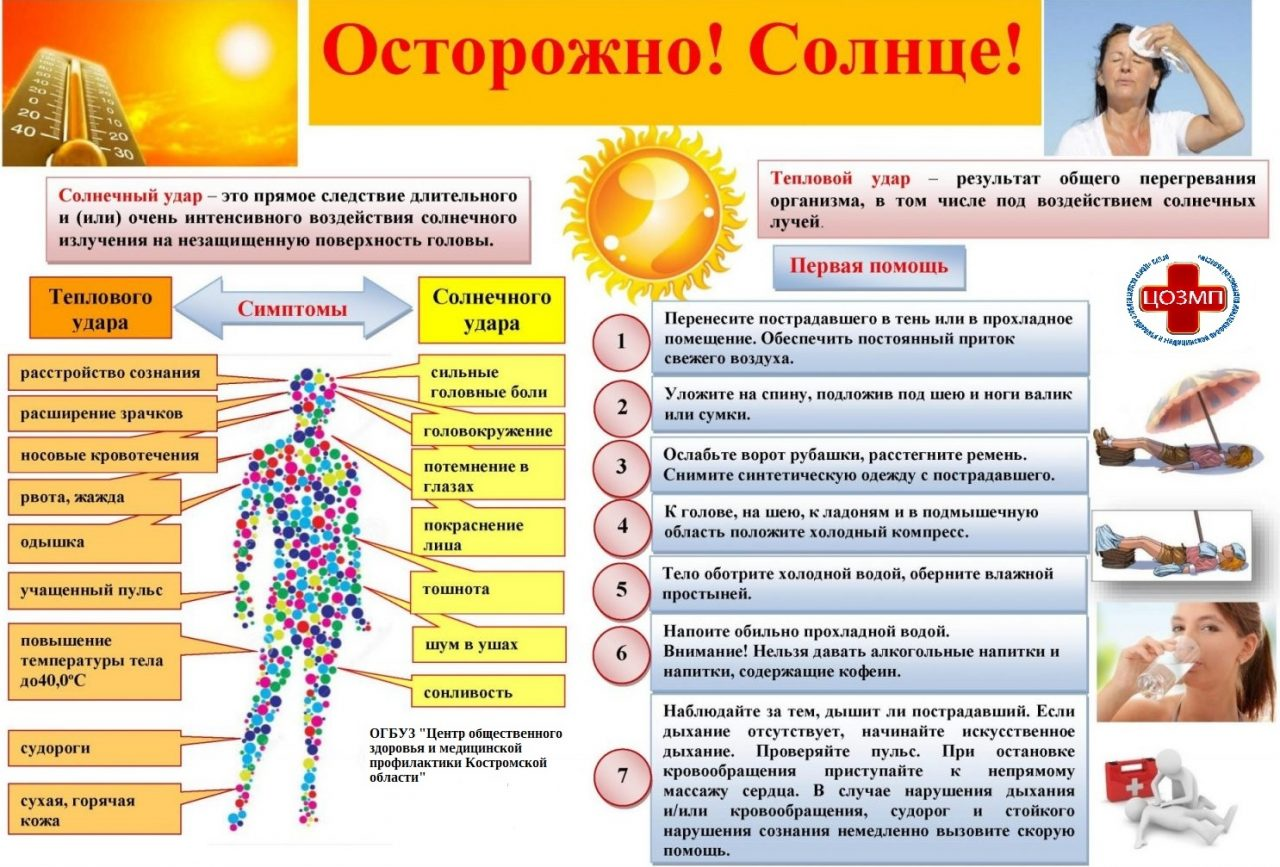 Осторожно! Солнце!
Солнечный удар – это прямое следствие длительного
и (или) очень интенсивного воздействия солнечного
излучения на незащищенную поверхность головы.
Тепловой удар – результат общего перегревания
организма, в том числе под воздействием солнечных
лучей.
Теплового
удара
Симптомы
Солнечного
удара
расстройство сознания
расширение зрачков
носовые кровотечения
рвота, жажда
одышка
учащенный пульс
повышение
температуры тела
до40,0ºС
судороги
сухая, горячая
кожа
сильные
головные боли
головокружение
потемнение в
глазах
покраснение
лица
тошнота
шум в ушах
сонливость
ОГБУЗ "Центр общественного
здоровья и медицинской
профилактики Костромской
области"
Первая помощь
ЦОЗМП
1
Перенесите пострадавшего в тень или в прохладное
помещение. Обеспечить постоянный приток
свежего воздуха.
2
Уложите на спину, подложив под шею и ноги валик
или сумки.
3
Ослабьте ворот рубашки, расстегните ремень.
Снимите синтетическую одежду с пострадавшего.
4
К голове, на шею, к ладоням и в подмышечную
область положите холодный компресс.
5
Тело оботрите холодной водой, оберните влажной
простыней.
6
Напоите обильно прохладной водой.
Внимание! Нельзя давать алкогольные напитки и
напитки, содержащие кофеин.
7
Наблюдайте за тем, дышит ли пострадавший. Если
дыхание отсутствует, начинайте искусственное
дыхание. Проверяйте пульс. При остановке
кровообращения приступайте к непрямому
массажу сердца. В случае нарушения дыхания
и/или кровообращения, судорог и стойкого
нарушения сознания немедленно вызовите скорую
помощь.